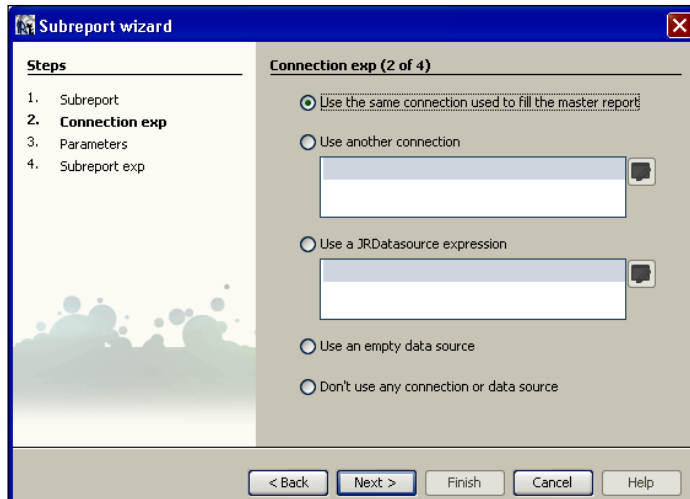 Subreport wizard
Steps
1. Subreport
2. Connection exp
3. Parameters
4. Subreport exp
Connection exp (2 of 4)
Use the same connection used to fill the master report
Use another connection
Use a JRDatasource expression
Use an empty data source
Don't use any connection or data source
< Back Next > Finish Cancel Help